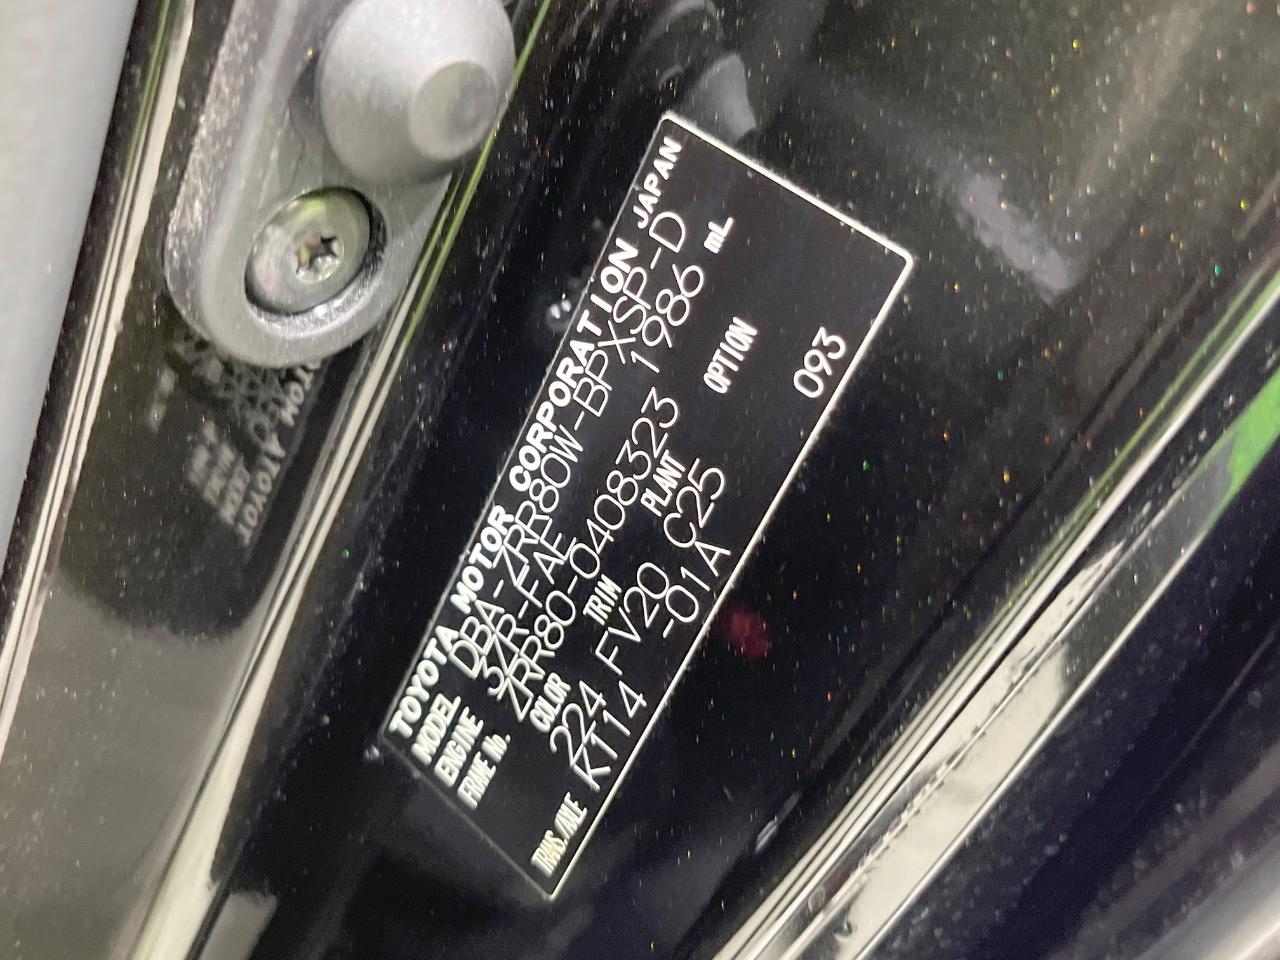 TOYOTA MOTOR CORPORATION JAPAN
MODEL DBA-ZRR80W-BPXSP-D
ENGINE 3ZR-FAE 1986 mL
FRAME No. ZRR80-0408323
COLOR TRIM PLANT OPTION
224 FV20 C25 093
TRANS./AXLE K114 -01A